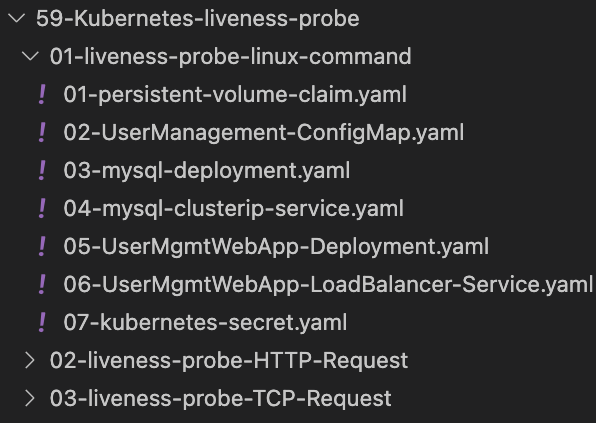 59-Kubernetes-liveness-probe
01-liveness-probe-linux-command
! 01-persistent-volume-claim.yaml
! 02-UserManagement-ConfigMap.yaml
! 03-mysql-deployment.yaml
! 04-mysql-clusterip-service.yaml
! 05-UserMgmtWebApp-Deployment.yaml
! 06-UserMgmtWebApp-LoadBalancer-Service.yaml
! 07-kubernetes-secret.yaml
02-liveness-probe-HTTP-Request
03-liveness-probe-TCP-Request